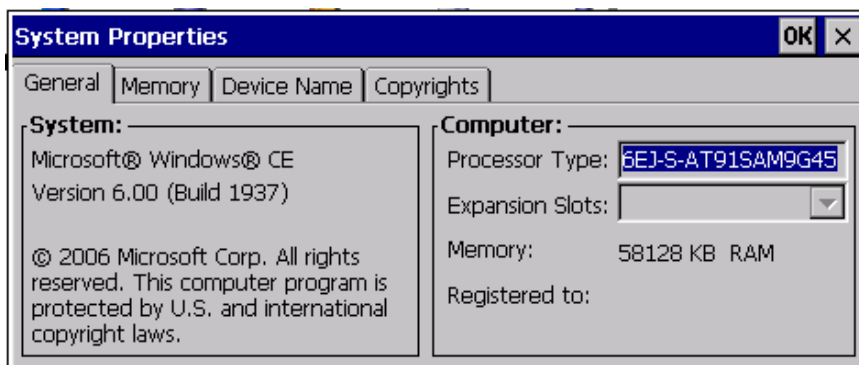 System Properties
OK
General Memory Device Name Copyrights
System:
Microsoft® Windows® CE
Version 6.00 (Build 1937)
© 2006 Microsoft Corp. All rights
reserved. This computer program is
protected by U.S. and international
copyright laws.
Computer:
Processor Type: 6EJ-S-AT91SAM9G45
Expansion Slots:
Memory: 58128 KB RAM
Registered to: